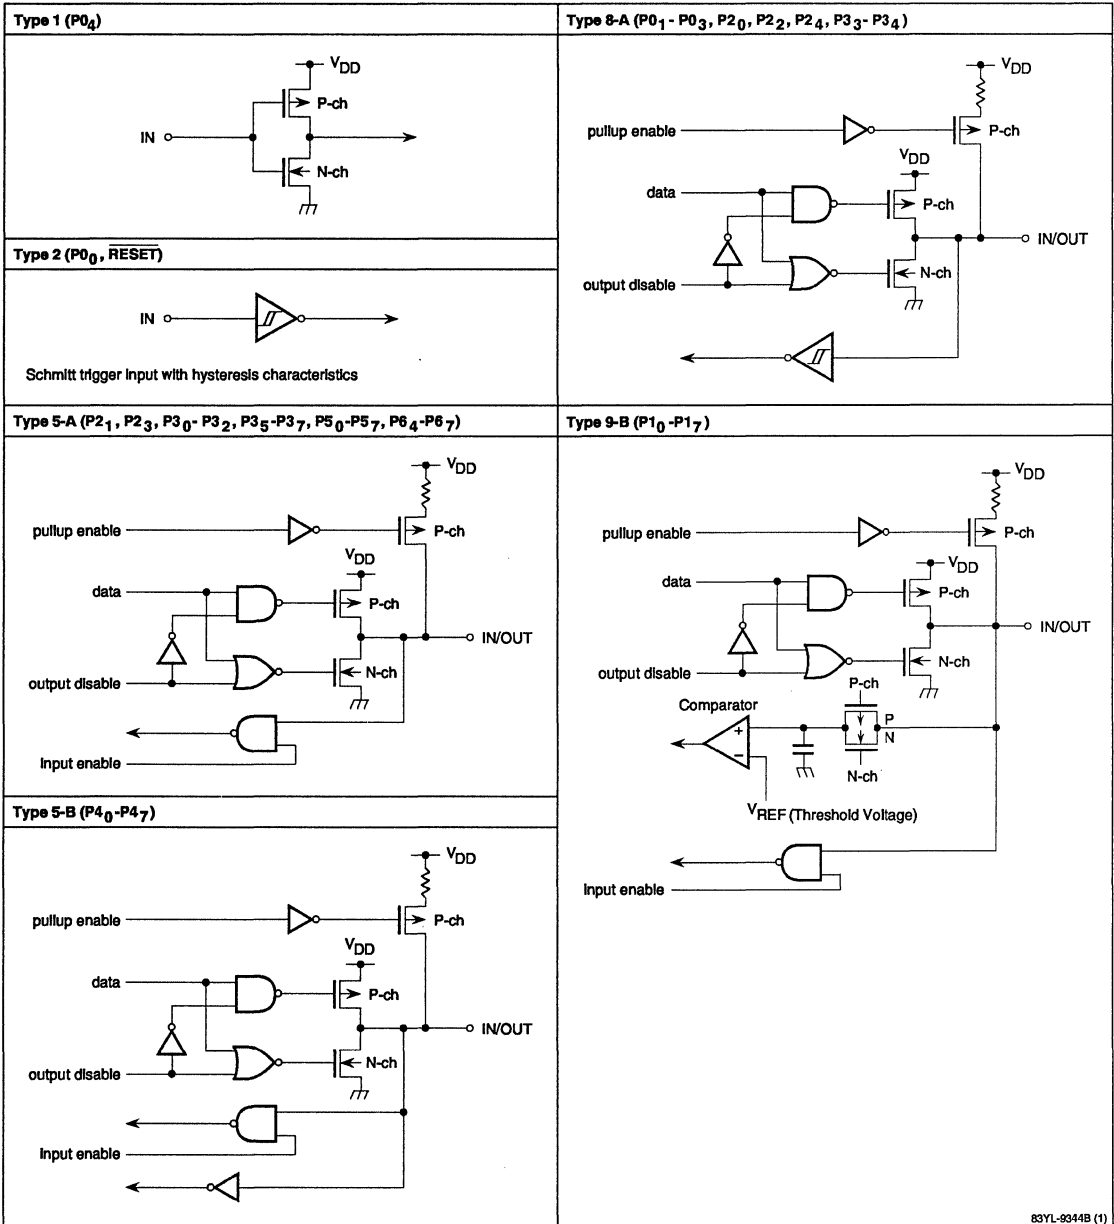 Type 1 (P0₄)
V_DD
P-ch
IN
N-ch
Type 2 (P0₀, R̅E̅S̅E̅T̅)
IN
Schmitt trigger input with hysteresis characteristics
Type 5-A (P2₁, P2₃, P3₀- P3₂, P3₅-P3₇, P5₀-P5₇, P6₄-P6₇)
V_DD
pullup enable
P-ch
V_DD
data
P-ch
IN/OUT
N-ch
output disable
Input enable
Type 5-B (P4₀-P4₇)
V_DD
pullup enable
P-ch
V_DD
data
P-ch
IN/OUT
N-ch
output disable
Input enable
Type 8-A (P0₁- P0₃, P2₀, P2₂, P2₄, P3₃- P3₄)
V_DD
pullup enable
P-ch
V_DD
data
P-ch
IN/OUT
N-ch
output disable
Type 9-B (P1₀-P1₇)
V_DD
pullup enable
P-ch
V_DD
data
P-ch
IN/OUT
N-ch
output disable
P-ch
Comparator
+
P
N
−
N-ch
V_REF (Threshold Voltage)
Input enable
83YL-9344B (1)